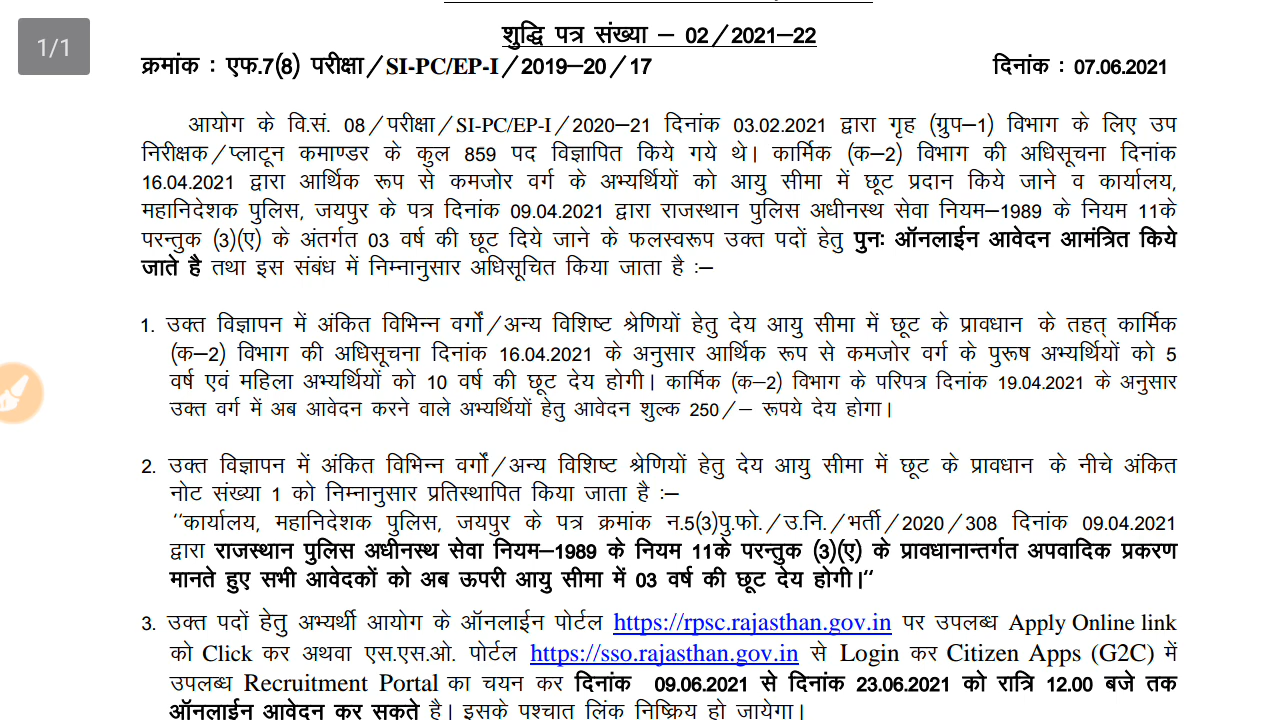 1/1
शुद्धि पत्र संख्या – 02/2021–22
क्रमांक : एफ.7(8) परीक्षा/SI-PC/EP-I/2019–20/17 दिनांक : 07.06.2021
आयोग के वि.सं. 08/परीक्षा/SI-PC/EP-I/2020–21 दिनांक 03.02.2021 द्वारा गृह (ग्रुप–1) विभाग के लिए उप
निरीक्षक/प्लाटून कमाण्डर के कुल 859 पद विज्ञापित किये गये थे। कार्मिक (क–2) विभाग की अधिसूचना दिनांक
16.04.2021 द्वारा आर्थिक रूप से कमजोर वर्ग के अभ्यर्थियों को आयु सीमा में छूट प्रदान किये जाने व कार्यालय,
महानिदेशक पुलिस, जयपुर के पत्र दिनांक 09.04.2021 द्वारा राजस्थान पुलिस अधीनस्थ सेवा नियम–1989 के नियम 11के
परन्तुक (3)(ए) के अंतर्गत 03 वर्ष की छूट दिये जाने के फलस्वरूप उक्त पदों हेतु पुनः ऑनलाईन आवेदन आमंत्रित किये
जाते है तथा इस संबंध में निम्नानुसार अधिसूचित किया जाता है :–
1. उक्त विज्ञापन में अंकित विभिन्न वर्गों/अन्य विशिष्ट श्रेणियों हेतु देय आयु सीमा में छूट के प्रावधान के तहत् कार्मिक
(क–2) विभाग की अधिसूचना दिनांक 16.04.2021 के अनुसार आर्थिक रूप से कमजोर वर्ग के पुरूष अभ्यर्थियों को 5
वर्ष एवं महिला अभ्यर्थियों को 10 वर्ष की छूट देय होगी। कार्मिक (क–2) विभाग के परिपत्र दिनांक 19.04.2021 के अनुसार
उक्त वर्ग में अब आवेदन करने वाले अभ्यर्थियों हेतु आवेदन शुल्क 250/– रूपये देय होगा।
2. उक्त विज्ञापन में अंकित विभिन्न वर्गों/अन्य विशिष्ट श्रेणियों हेतु देय आयु सीमा में छूट के प्रावधान के नीचे अंकित
नोट संख्या 1 को निम्नानुसार प्रतिस्थापित किया जाता है :–
“कार्यालय, महानिदेशक पुलिस, जयपुर के पत्र क्रमांक न.5(3)पु.फो./उ.नि./भर्ती/2020/308 दिनांक 09.04.2021
द्वारा राजस्थान पुलिस अधीनस्थ सेवा नियम–1989 के नियम 11के परन्तुक (3)(ए) के प्रावधानान्तर्गत अपवादिक प्रकरण
मानते हुए सभी आवेदकों को अब ऊपरी आयु सीमा में 03 वर्ष की छूट देय होगी।“
3. उक्त पदों हेतु अभ्यर्थी आयोग के ऑनलाईन पोर्टल https://rpsc.rajasthan.gov.in पर उपलब्ध Apply Online link
को Click कर अथवा एस.एस.ओ. पोर्टल https://sso.rajasthan.gov.in से Login कर Citizen Apps (G2C) में
उपलब्ध Recruitment Portal का चयन कर दिनांक 09.06.2021 से दिनांक 23.06.2021 को रात्रि 12.00 बजे तक
ऑनलाईन आवेदन कर सकते है। इसके पश्चात लिंक निष्क्रिय हो जायेगा।